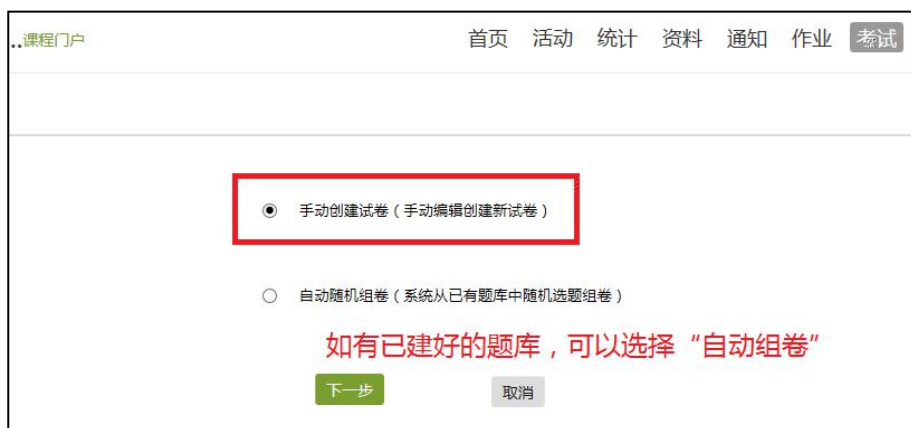 ..课程门户 首页 活动 统计 资料 通知 作业 考试
手动创建试卷（手动编辑创建新试卷）
自动随机组卷（系统从已有题库中随机选题组卷）
如有已建好的题库，可以选择“自动组卷”
下一步 取消